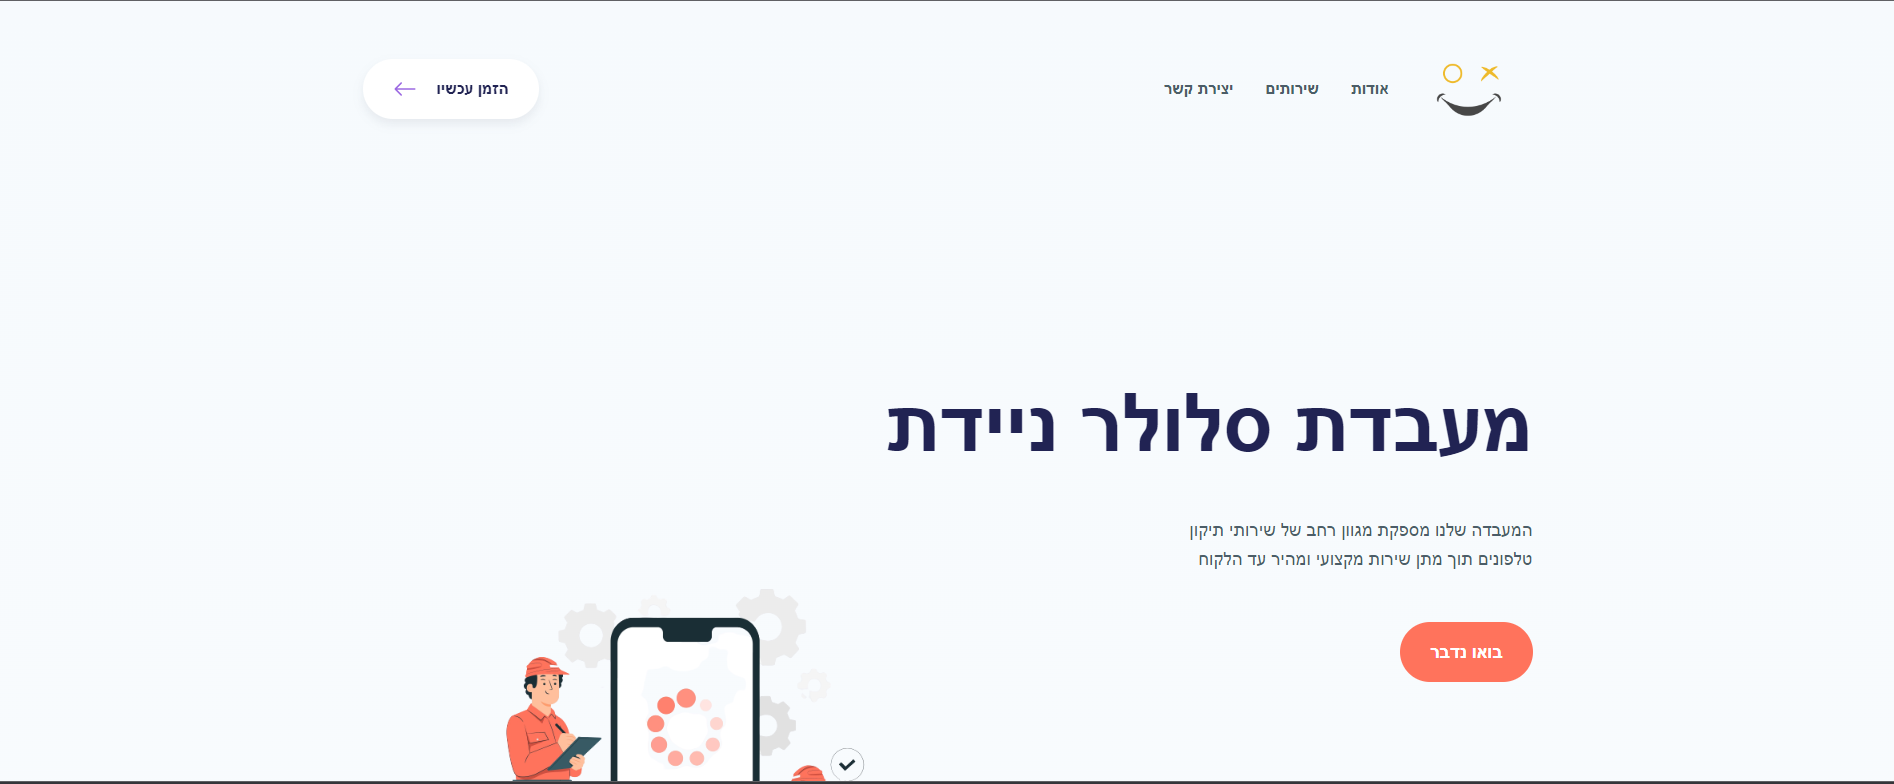 אודות
שירותים
יצירת קשר
הזמן עכשיו
מעבדת סלולר ניידת
המעבדה שלנו מספקת מגוון רחב של שירותי תיקון
טלפונים תוך מתן שירות מקצועי ומהיר עד הלקוח
בואו נדבר